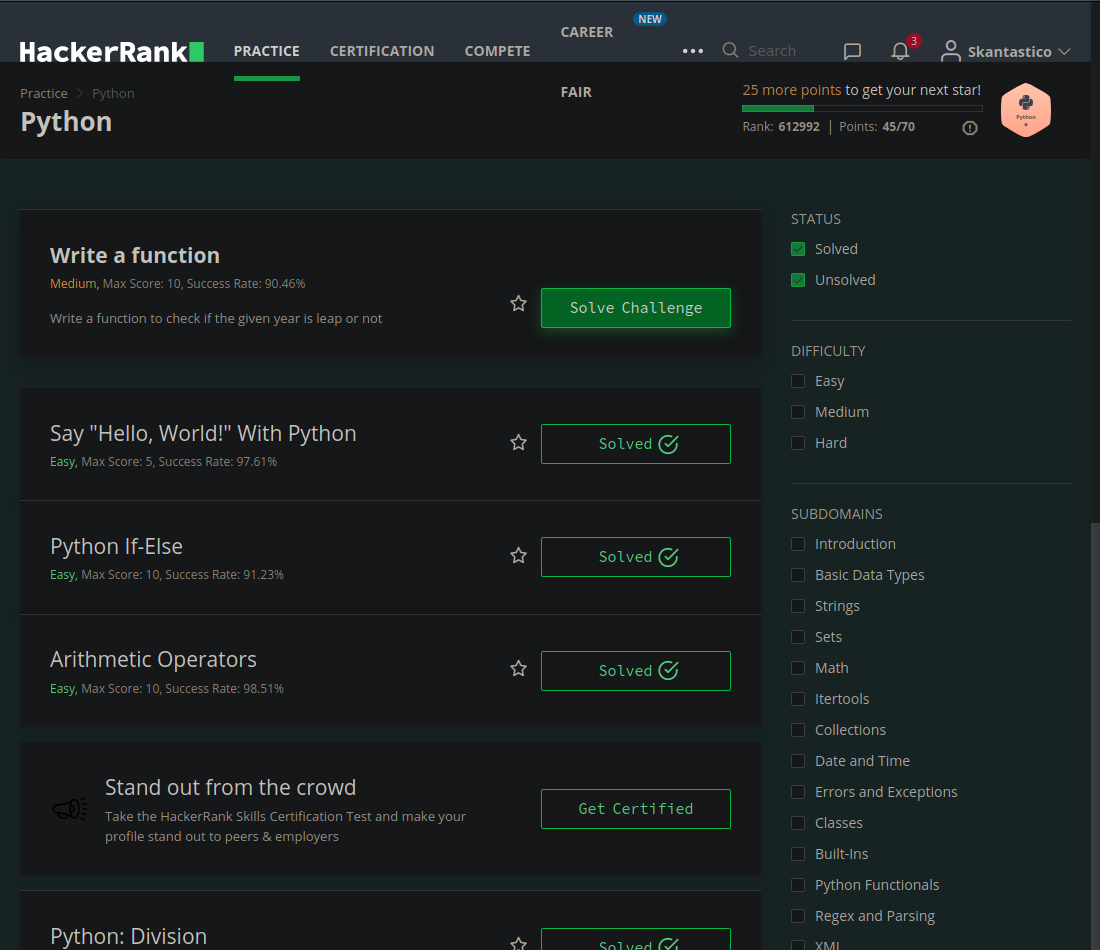 HackerRank
PRACTICE
CERTIFICATION
COMPETE
CAREER
FAIR
NEW
Search
3
Skantastico
Practice > Python
Python
25 more points to get your next star!
Rank: 612992 | Points: 45/70
Python
Write a function
Medium, Max Score: 10, Success Rate: 90.46%
Write a function to check if the given year is leap or not
Solve Challenge
Say "Hello, World!" With Python
Easy, Max Score: 5, Success Rate: 97.61%
Solved
Python If-Else
Easy, Max Score: 10, Success Rate: 91.23%
Solved
Arithmetic Operators
Easy, Max Score: 10, Success Rate: 98.51%
Solved
Stand out from the crowd
Take the HackerRank Skills Certification Test and make your
profile stand out to peers & employers
Get Certified
Python: Division
Solved
STATUS
Solved
Unsolved
DIFFICULTY
Easy
Medium
Hard
SUBDOMAINS
Introduction
Basic Data Types
Strings
Sets
Math
Itertools
Collections
Date and Time
Errors and Exceptions
Classes
Built-Ins
Python Functionals
Regex and Parsing
XML